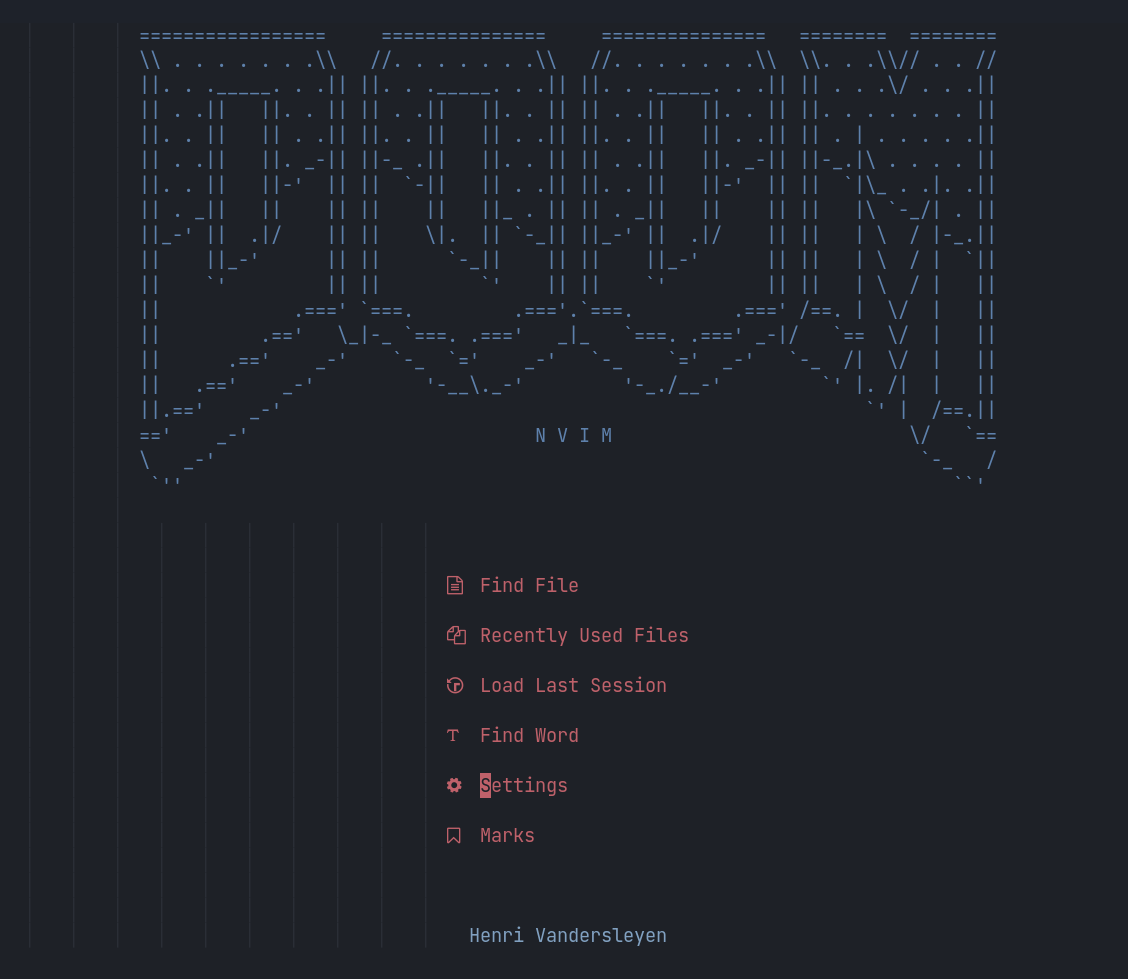 N V I M
Find File
Recently Used Files
Load Last Session
Find Word
Settings
Marks
Henri Vandersleyen